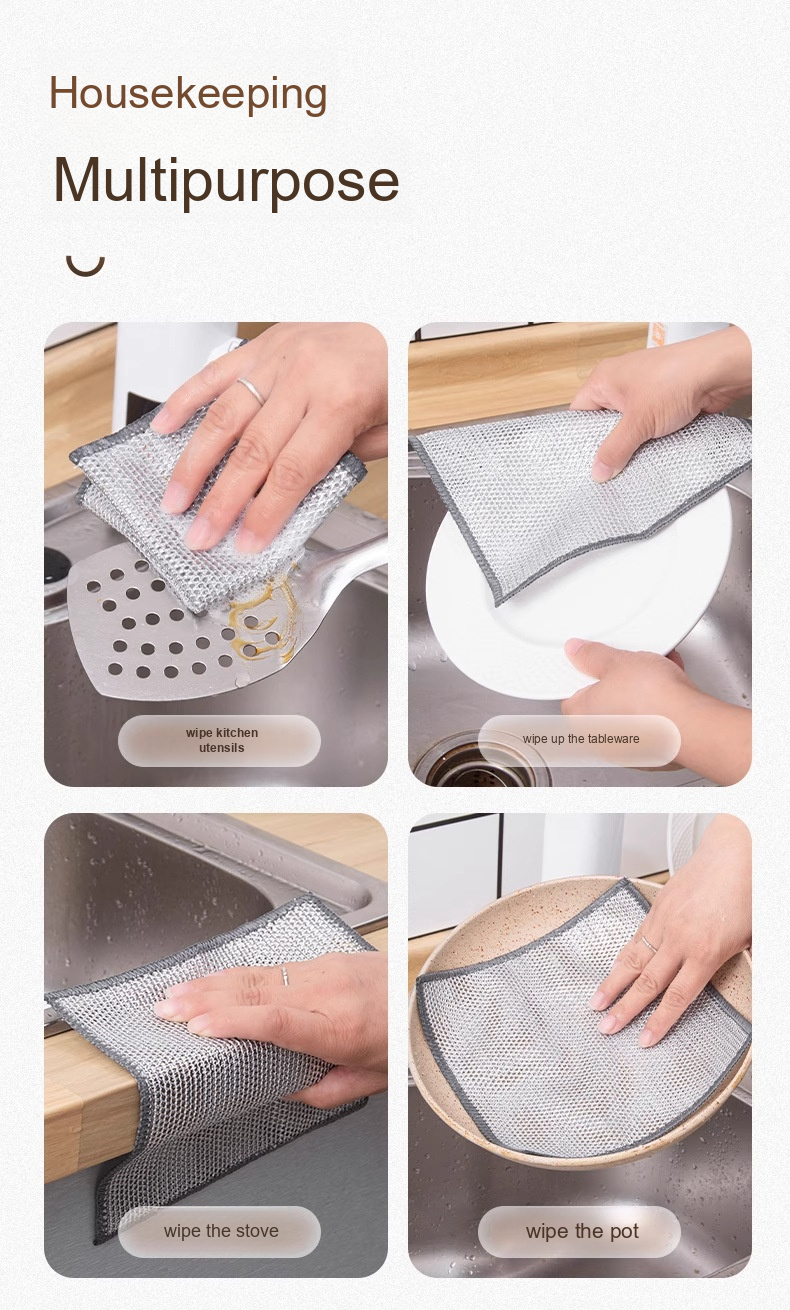 Housekeeping
Multipurpose
wipe kitchen
utensils
wipe up the tableware
wipe the stove
wipe the pot